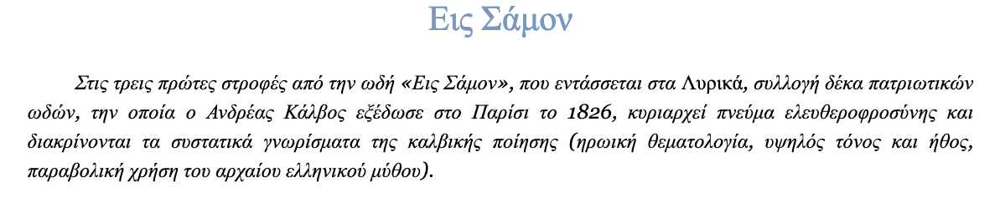 Εις Σάμον
Στις τρεις πρώτες στροφές από την ωδή «Εις Σάμον», που εντάσσεται στα Λυρικά, συλλογή δέκα πατριωτικών
ωδών, την οποία ο Ανδρέας Κάλβος εξέδωσε στο Παρίσι το 1826, κυριαρχεί πνεύμα ελευθεροφροσύνης και
διακρίνονται τα συστατικά γνωρίσματα της καλβικής ποίησης (ηρωική θεματολογία, υψηλός τόνος και ήθος,
παραβολική χρήση του αρχαίου ελληνικού μύθου).